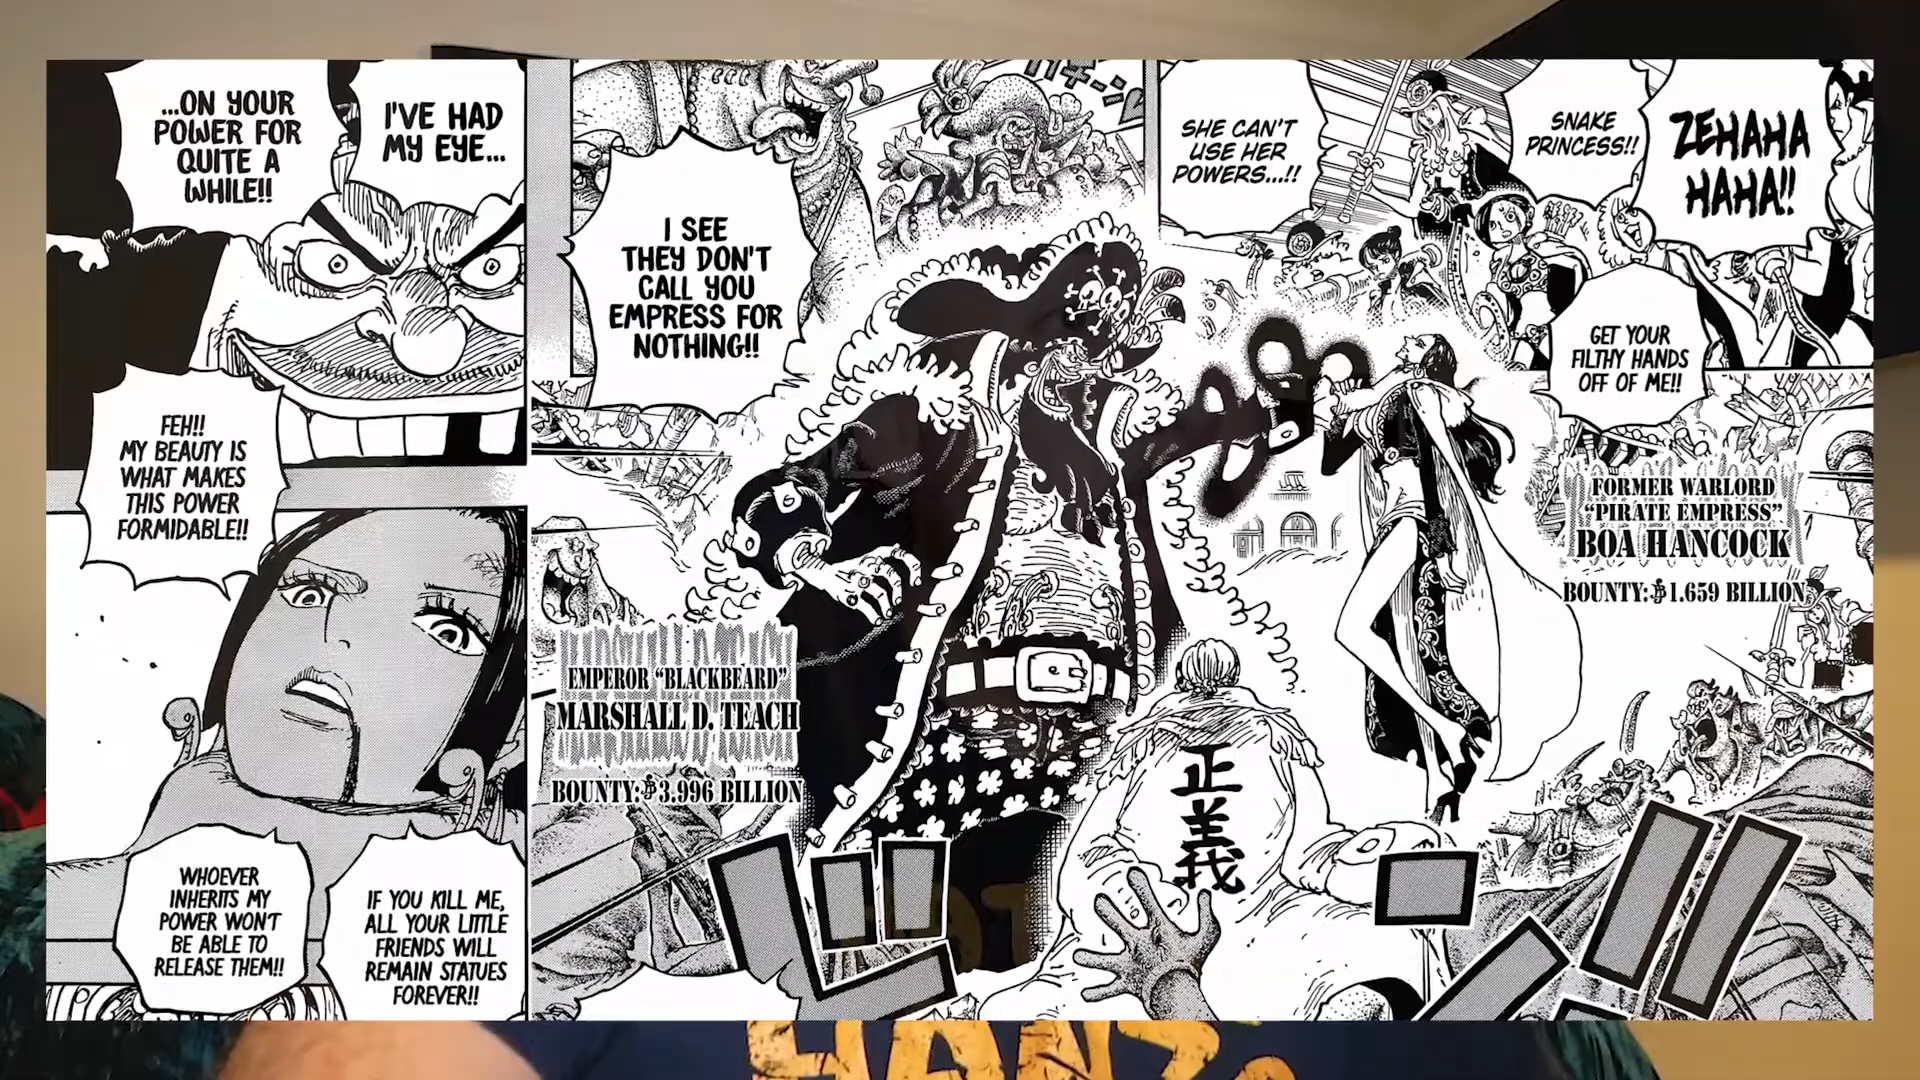 ...ON YOUR
POWER FOR
QUITE A
WHILE!!
I'VE HAD
MY EYE...
FEH!!
MY BEAUTY IS
WHAT MAKES
THIS POWER
FORMIDABLE!!
WHOEVER
INHERITS MY
POWER WON'T
BE ABLE TO
RELEASE THEM!!
IF YOU KILL ME,
ALL YOUR LITTLE
FRIENDS WILL
REMAIN STATUES
FOREVER!!
I SEE
THEY DON'T
CALL YOU
EMPRESS FOR
NOTHING!!
EMPEROR "BLACKBEARD"
MARSHALL D. TEACH
BOUNTY: ฿3.996 BILLION
SHE CAN'T
USE HER
POWERS...!!
SNAKE
PRINCESS!!
ZEHAHA
HAHA!!
GET YOUR
FILTHY HANDS
OFF OF ME!!
FORMER WARLORD
"PIRATE EMPRESS"
BOA HANCOCK
BOUNTY: ฿1.659 BILLION
正
義